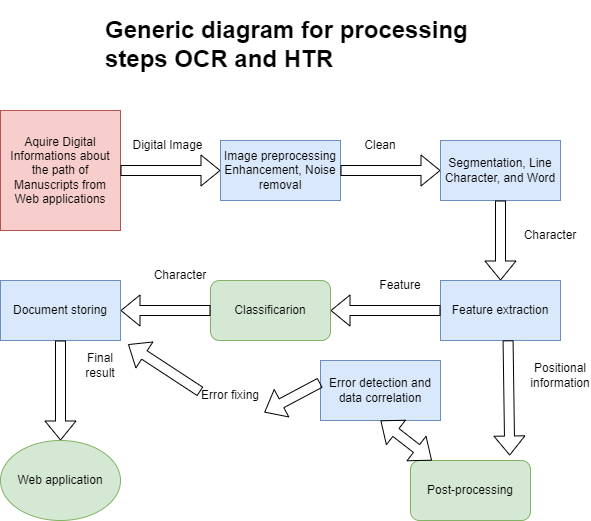 Generic diagram for processing
steps OCR and HTR
Aquire Digital
Informations about
the path of
Manuscripts from
Web applications
Digital Image
Image preprocessing
Enhancement, Noise
removal
Clean
Segmentation, Line
Character, and Word
Character
Feature extraction
Feature
Classificarion
Character
Document storing
Positional
information
Final
result
Error fixing
Error detection and
data correlation
Web application
Post-processing